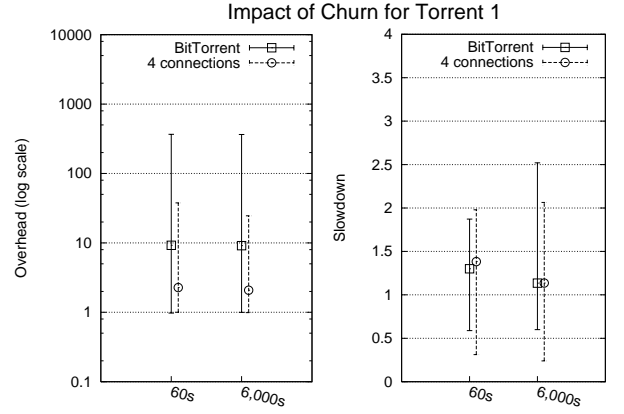 Impact of Churn for Torrent 1
Overhead (log scale)
10000
1000
100
10
1
0.1
60s
6,000s
BitTorrent
4 connections
Slowdown
4
3.5
3
2.5
2
1.5
1
0.5
0
60s
6,000s
BitTorrent
4 connections